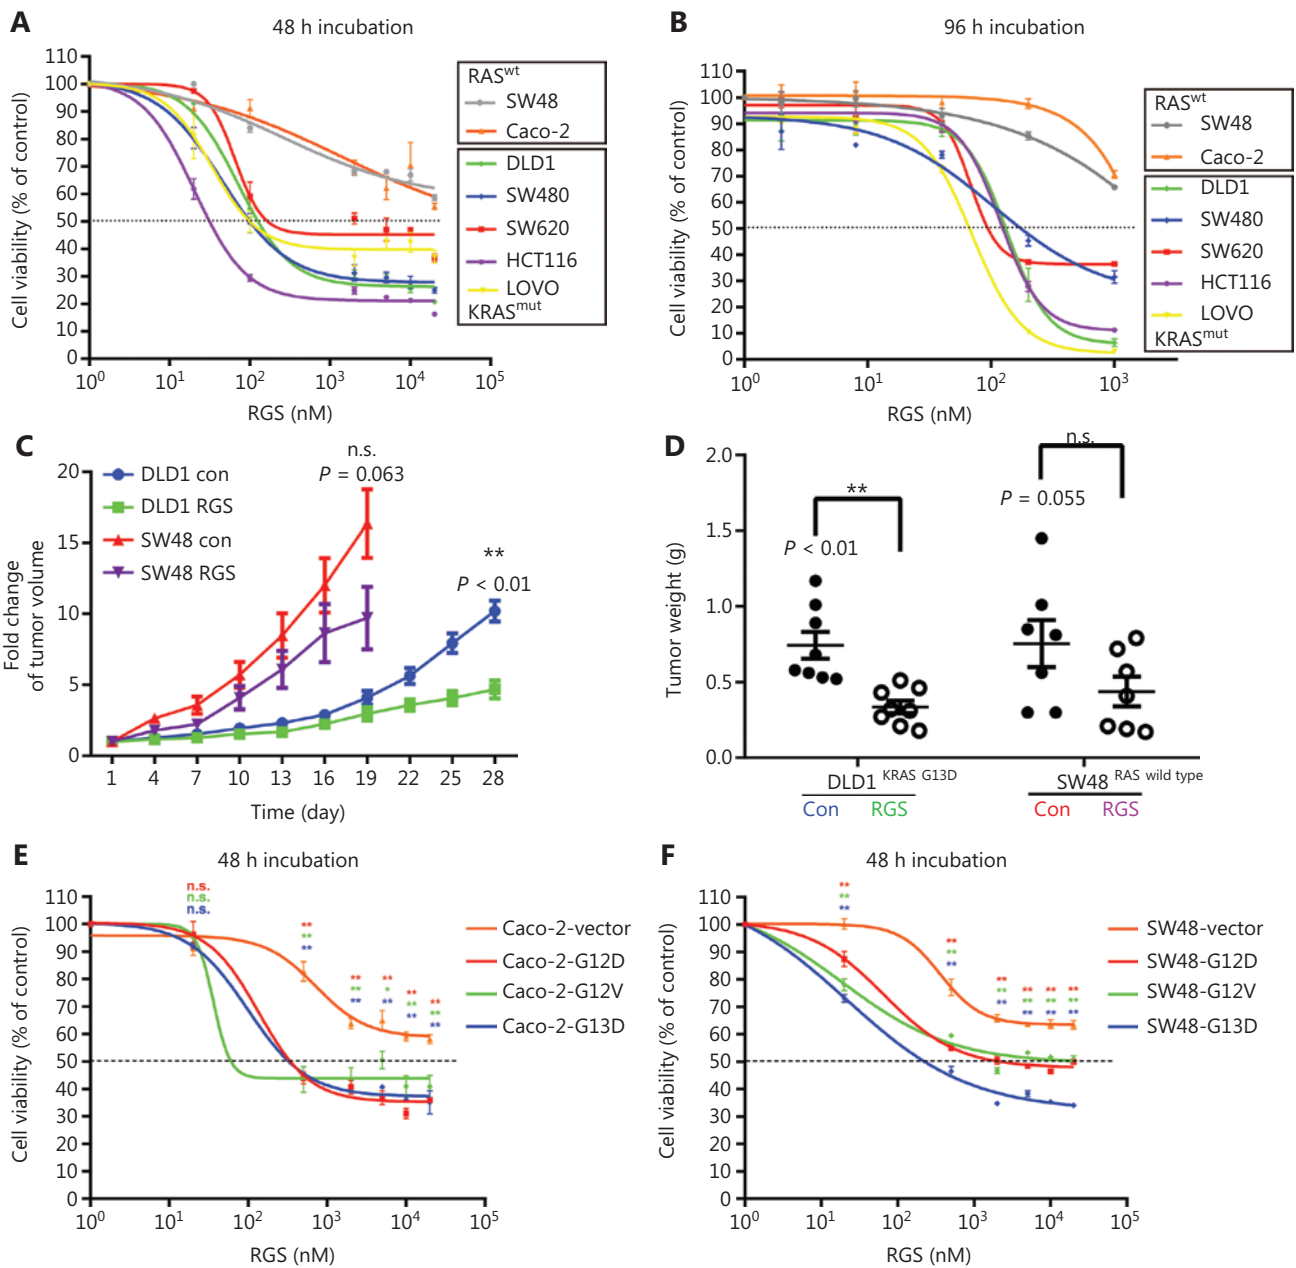 A
48 h incubation
110
100
90
80
70
60
50
40
30
20
10
0
Cell viability (% of control)
10^0 10^1 10^2 10^3 10^4 10^5
RGS (nM)
RAS^wt
SW48
Caco-2
DLD1
SW480
SW620
HCT116
LOVO
KRAS^mut
B
96 h incubation
110
100
90
80
70
60
50
40
30
20
10
0
Cell viability (% of control)
10^0 10^1 10^2 10^3
RGS (nM)
RAS^wt
SW48
Caco-2
DLD1
SW480
SW620
HCT116
LOVO
KRAS^mut
C
DLD1 con
DLD1 RGS
SW48 con
SW48 RGS
n.s.
P = 0.063
**
P < 0.01
20
15
10
5
0
Fold change
of tumor volume
1 4 7 10 13 16 19 22 25 28
Time (day)
D
n.s.
P = 0.055
**
P < 0.01
2.0
1.5
1.0
0.5
0.0
Tumor weight (g)
DLD1^KRAS G13D
SW48^RAS wild type
Con RGS Con RGS
E
48 h incubation
n.s.
n.s.
n.s.
** ** ** ** **
** ** * ** **
** ** ** ** **
110
100
90
80
70
60
50
40
30
20
10
0
Cell viability (% of control)
10^0 10^1 10^2 10^3 10^4 10^5
RGS (nM)
Caco-2-vector
Caco-2-G12D
Caco-2-G12V
Caco-2-G13D
F
48 h incubation
** ** ** ** ** **
** ** ** ** ** **
** ** ** ** ** **
110
100
90
80
70
60
50
40
30
20
10
0
Cell viability (% of control)
10^0 10^1 10^2 10^3 10^4 10^5
RGS (nM)
SW48-vector
SW48-G12D
SW48-G12V
SW48-G13D